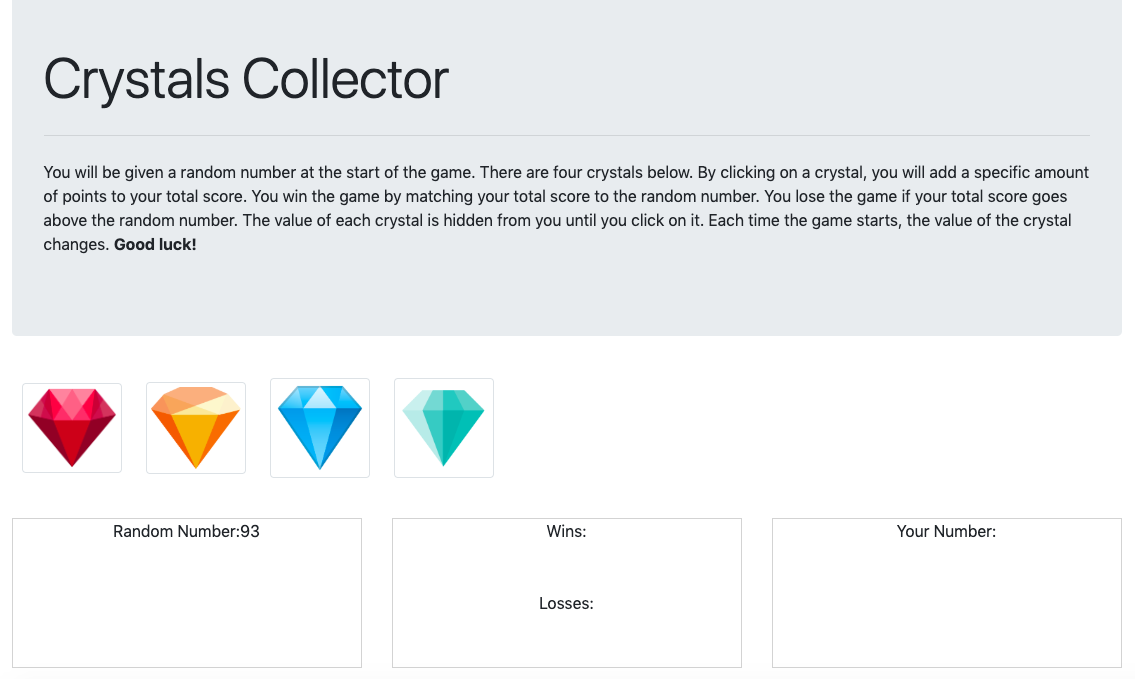 Crystals Collector
You will be given a random number at the start of the game. There are four crystals below. By clicking on a crystal, you will add a specific amount
of points to your total score. You win the game by matching your total score to the random number. You lose the game if your total score goes
above the random number. The value of each crystal is hidden from you until you click on it. Each time the game starts, the value of the crystal
changes. Good luck!
Random Number:93
Wins:
Losses:
Your Number: